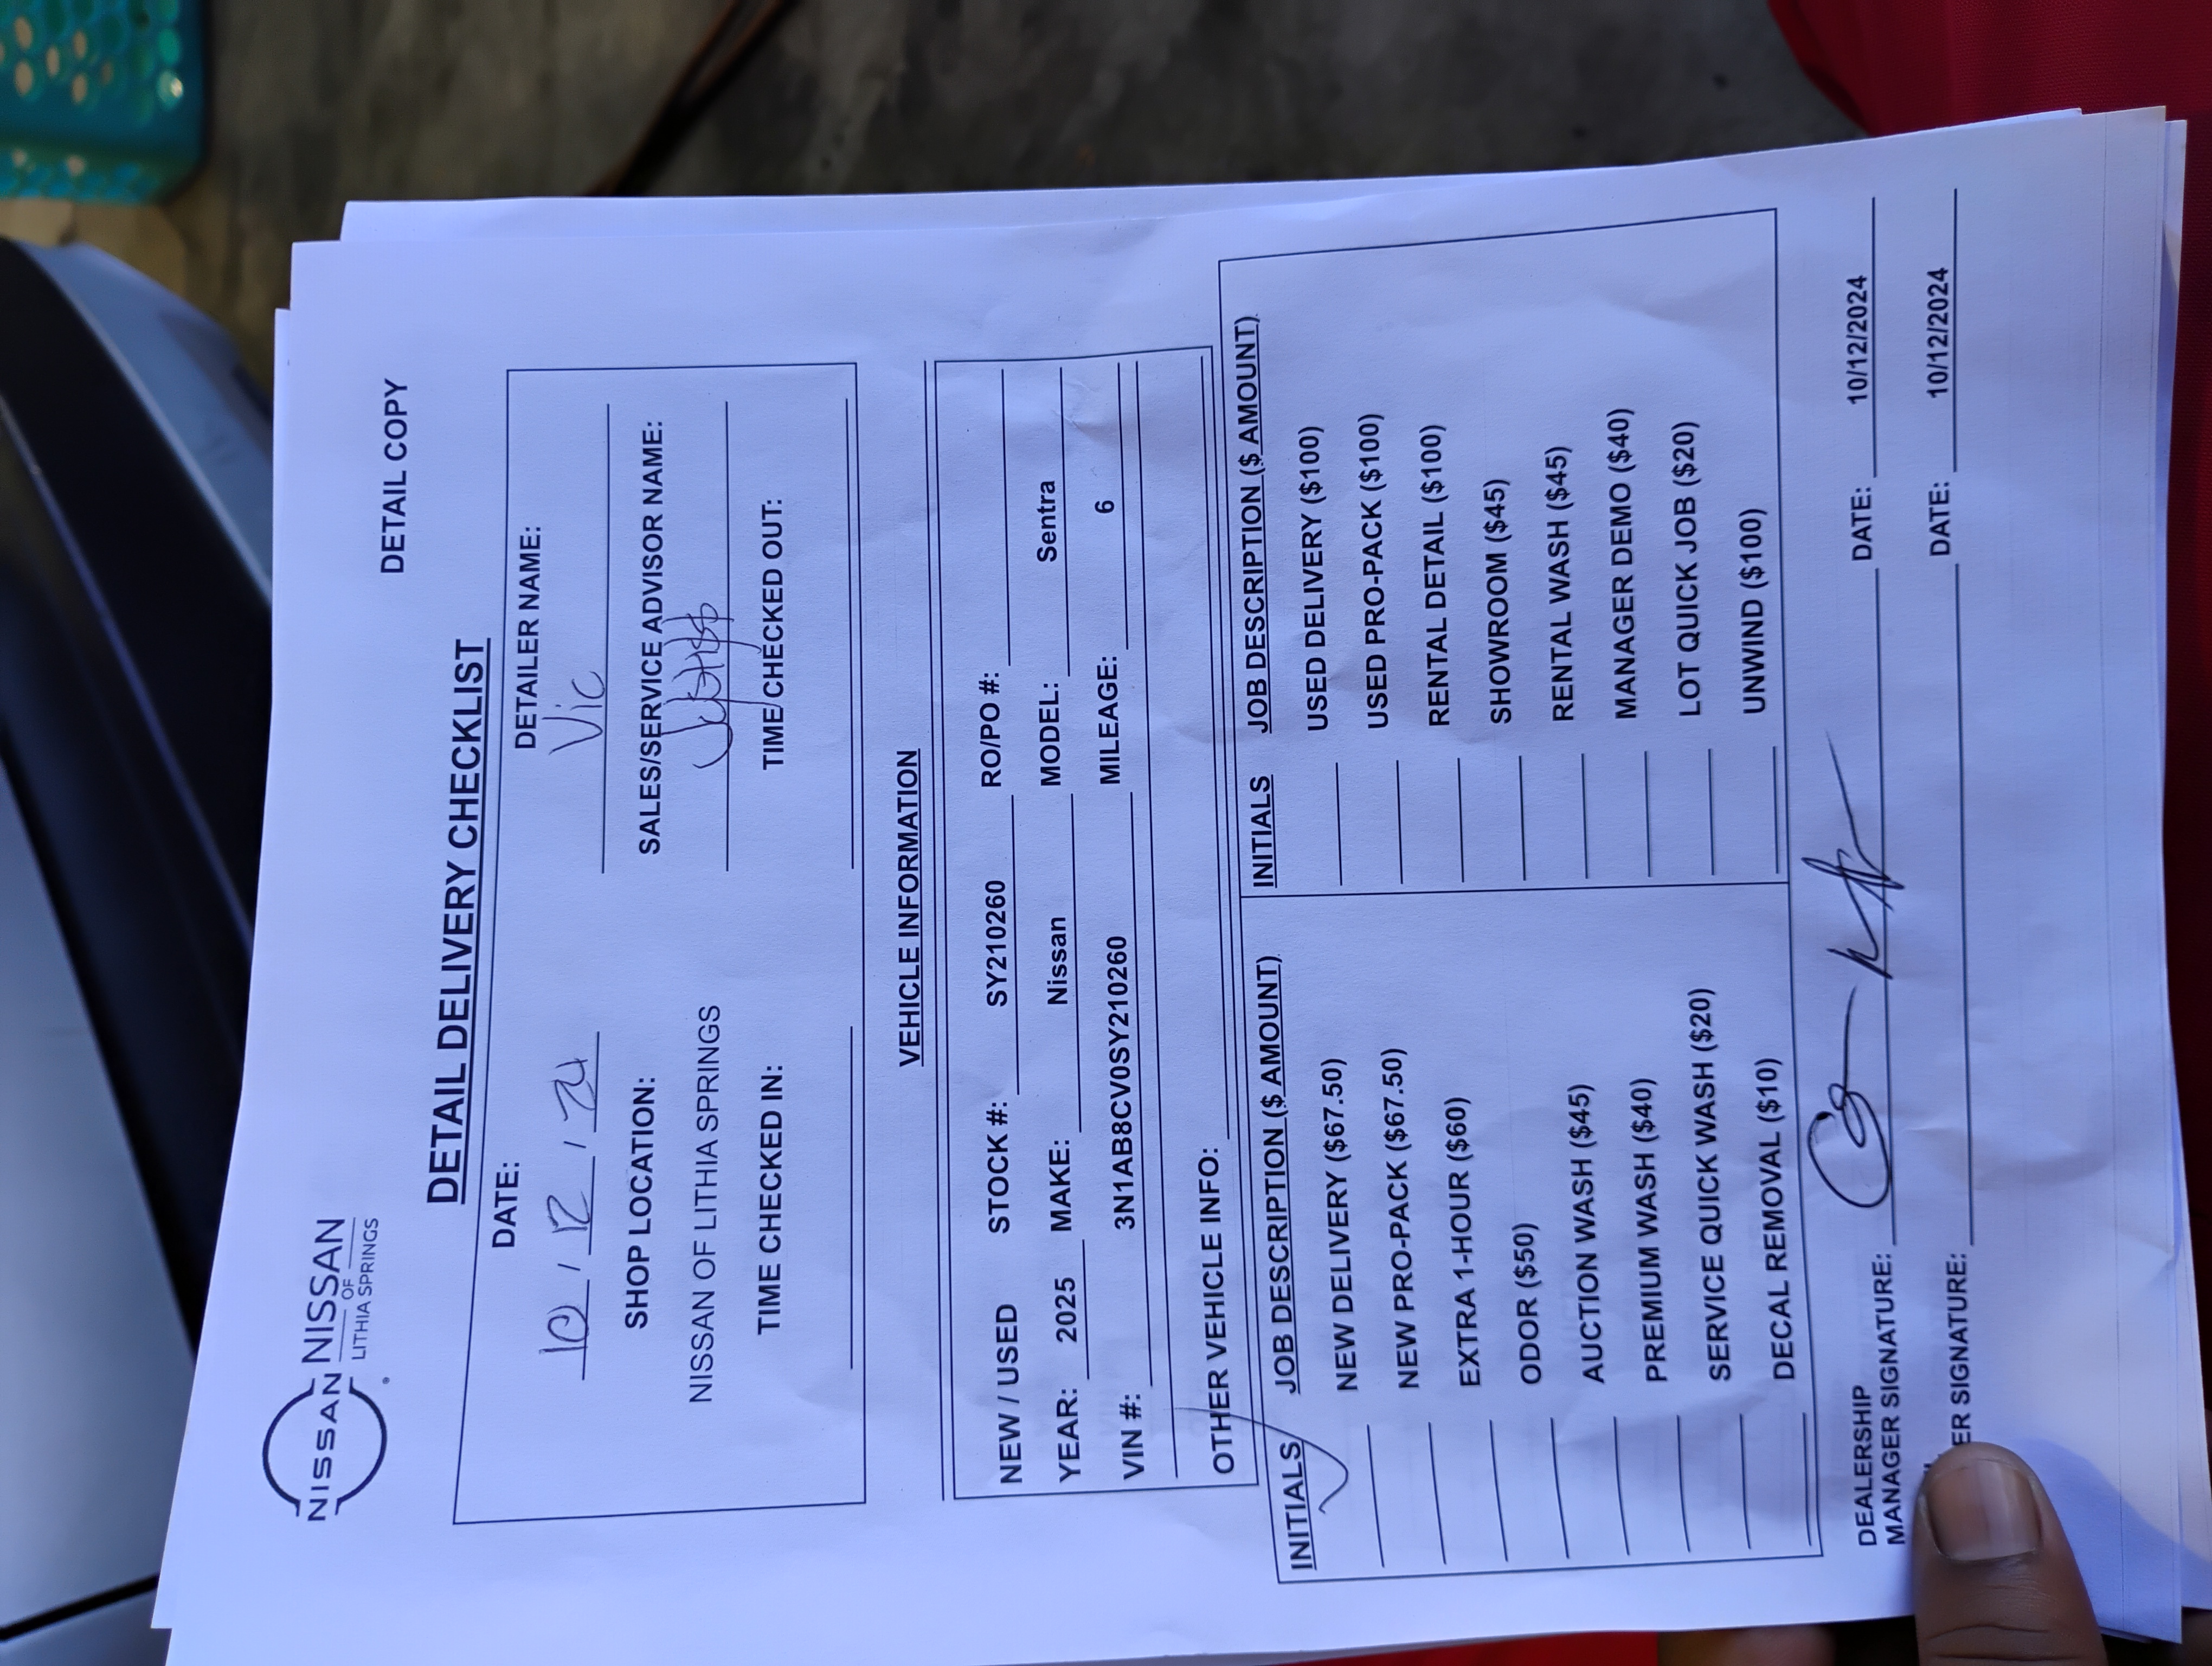 DETAIL COPY
NISSAN NISSAN
OF
LITHIA SPRINGS
DETAIL DELIVERY CHECKLIST
DATE: DETAILER NAME:
10 / 12 / 24 Vic
SHOP LOCATION: SALES/SERVICE ADVISOR NAME:
NISSAN OF LITHIA SPRINGS
TIME CHECKED IN: TIME CHECKED OUT:
VEHICLE INFORMATION
NEW / USED STOCK #: SY210260 RO/PO #:
YEAR: 2025 MAKE: Nissan MODEL: Sentra
VIN #: 3N1AB8CV0SY210260 MILEAGE: 6
OTHER VEHICLE INFO:
INITIALS JOB DESCRIPTION ($ AMOUNT) INITIALS JOB DESCRIPTION ($ AMOUNT)
NEW DELIVERY ($67.50) USED DELIVERY ($100)
NEW PRO-PACK ($67.50) USED PRO-PACK ($100)
EXTRA 1-HOUR ($60) RENTAL DETAIL ($100)
ODOR ($50) SHOWROOM ($45)
AUCTION WASH ($45) RENTAL WASH ($45)
PREMIUM WASH ($40) MANAGER DEMO ($40)
SERVICE QUICK WASH ($20) LOT QUICK JOB ($20)
DECAL REMOVAL ($10) UNWIND ($100)
DEALERSHIP
MANAGER SIGNATURE: DATE: 10/12/2024
SIGNATURE: DATE: 10/12/2024